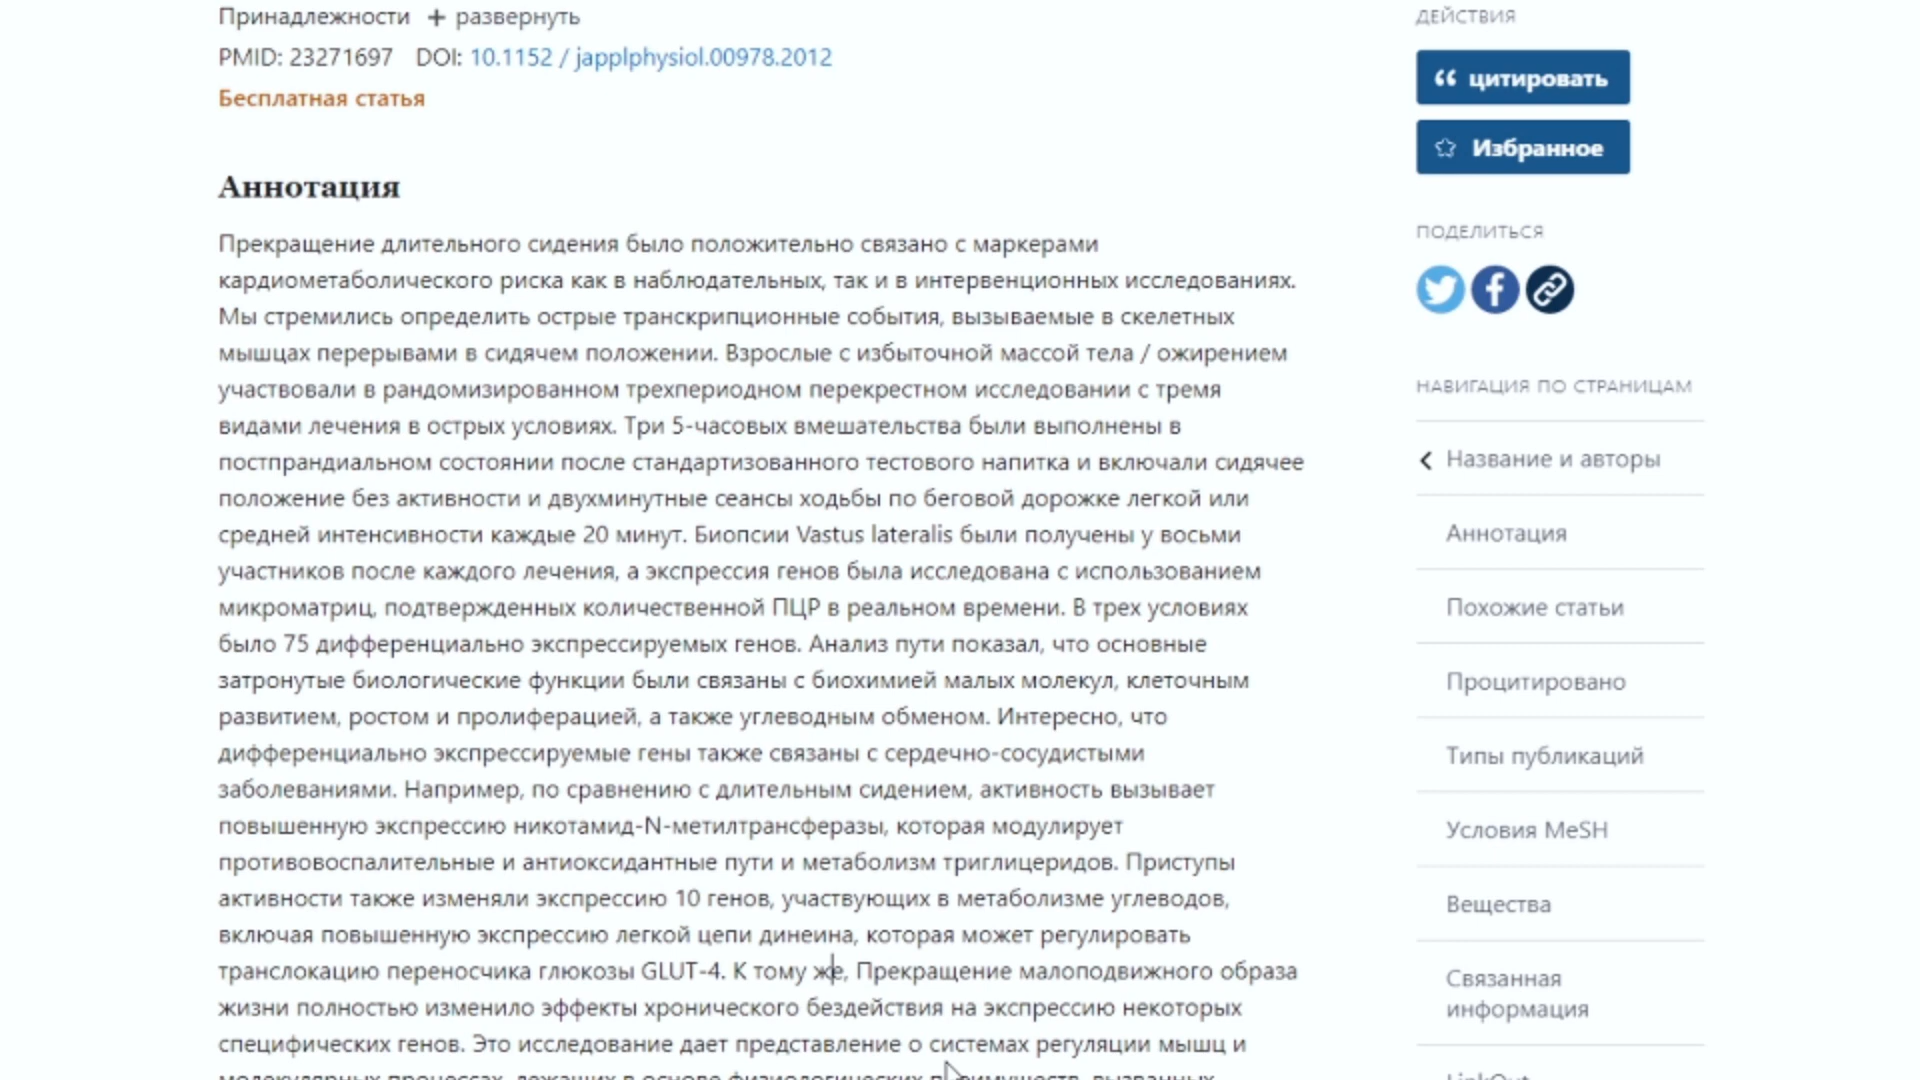 Принадлежности + развернуть
PMID: 23271697 DOI: 10.1152 / japplphysiol.00978.2012
Бесплатная статья
Аннотация
Прекращение длительного сидения было положительно связано с маркерами
кардиометаболического риска как в наблюдательных, так и в интервенционных исследованиях.
Мы стремились определить острые транскрипционные события, вызываемые в скелетных
мышцах перерывами в сидячем положении. Взрослые с избыточной массой тела / ожирением
участвовали в рандомизированном трехпериодном перекрестном исследовании с тремя
видами лечения в острых условиях. Три 5-часовых вмешательства были выполнены в
постпрандиальном состоянии после стандартизованного тестового напитка и включали сидячее
положение без активности и двухминутные сеансы ходьбы по беговой дорожке легкой или
средней интенсивности каждые 20 минут. Биопсии Vastus lateralis были получены у восьми
участников после каждого лечения, а экспрессия генов была исследована с использованием
микроматриц, подтвержденных количественной ПЦР в реальном времени. В трех условиях
было 75 дифференциально экспрессируемых генов. Анализ пути показал, что основные
затронутые биологические функции были связаны с биохимией малых молекул, клеточным
развитием, ростом и пролиферацией, а также углеводным обменом. Интересно, что
дифференциально экспрессируемые гены также связаны с сердечно-сосудистыми
заболеваниями. Например, по сравнению с длительным сидением, активность вызывает
повышенную экспрессию никотамид-N-метилтрансферазы, которая модулирует
противовоспалительные и антиоксидантные пути и метаболизм триглицеридов. Приступы
активности также изменяли экспрессию 10 генов, участвующих в метаболизме углеводов,
включая повышенную экспрессию легкой цепи динеина, которая может регулировать
транслокацию переносчика глюкозы GLUT-4. К тому же, Прекращение малоподвижного образа
жизни полностью изменило эффекты хронического бездействия на экспрессию некоторых
специфических генов. Это исследование дает представление о системах регуляции мышц и
молекулярных процессах, лежащих в основе физиологических преимуществ, вызванных
ДЕЙСТВИЯ
цитировать
Избранное
ПОДЕЛИТЬСЯ
НАВИГАЦИЯ ПО СТРАНИЦАМ
Название и авторы
Аннотация
Похожие статьи
Процитировано
Типы публикаций
Условия MeSH
Вещества
Связанная
информация
LinkOut